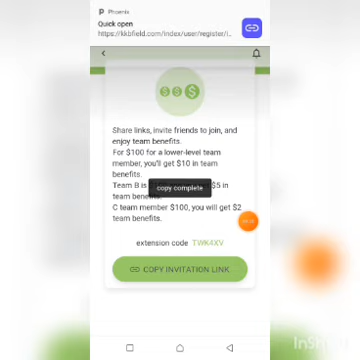 Phoenix
Quick open
https://kkbfield.com/index/user/register/i...
Share links, invite friends to join, and
enjoy team benefits.
For $100 for a lower-level team
member, you'll get $10 in team
benefits.
copy complete
Team B is $5 in
team benefits.
C team member $100, you will get $2
team benefits.
extension code TWK4XV
COPY INVITATION LINK